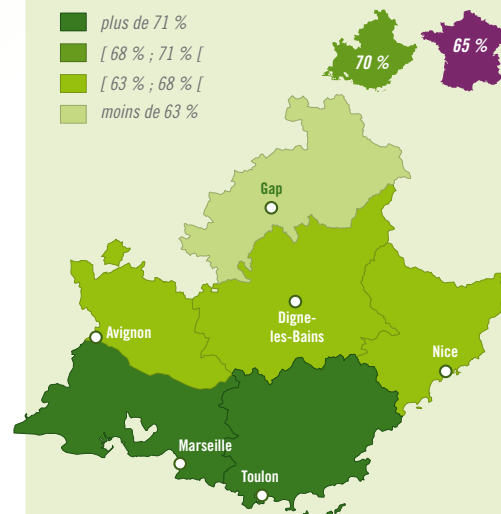 plus de 71 %
[ 68 % ; 71 % [
[ 63 % ; 68 % [
moins de 63 %
70 %
65 %
Gap
Digne-
les-Bains
Avignon
Nice
Marseille
Toulon